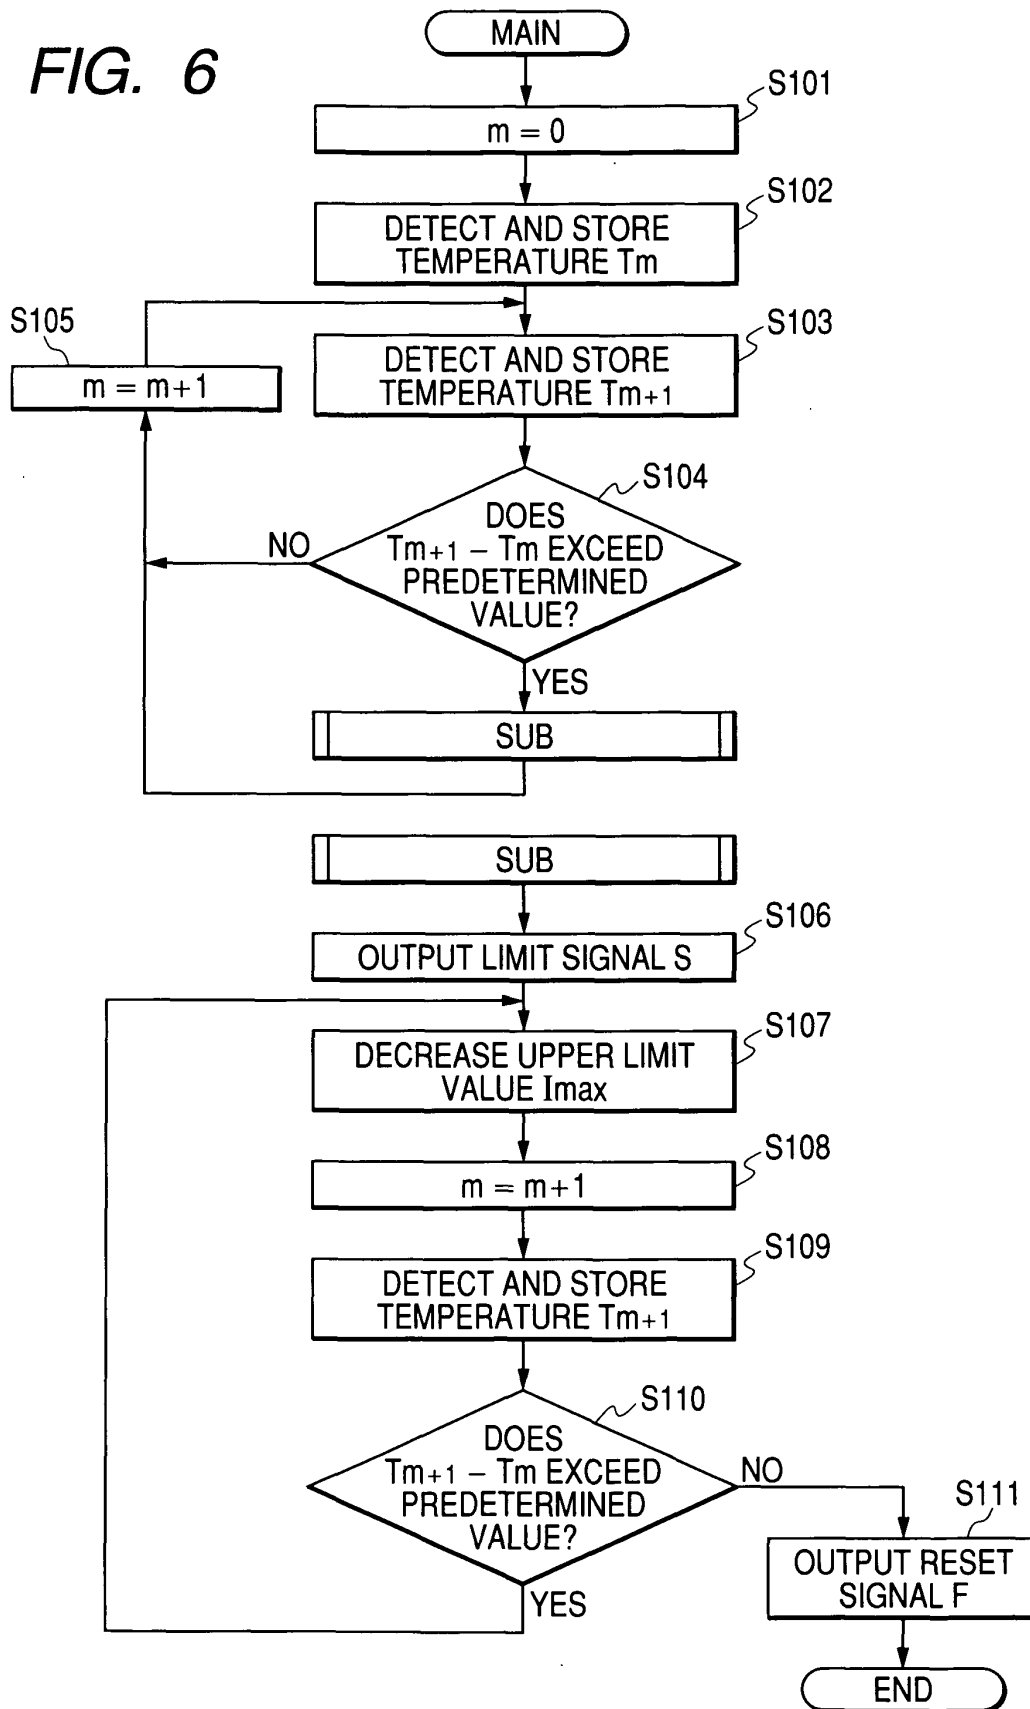 FIG. 6
MAIN
S101
m = 0
S102
DETECT AND STORE
TEMPERATURE Tm
S105
m = m+1
S103
DETECT AND STORE
TEMPERATURE Tm+1
S104
DOES
Tm+1 – Tm EXCEED
PREDETERMINED
VALUE?
NO
YES
SUB
SUB
S106
OUTPUT LIMIT SIGNAL S
S107
DECREASE UPPER LIMIT
VALUE Imax
S108
m = m+1
S109
DETECT AND STORE
TEMPERATURE Tm+1
S110
DOES
Tm+1 – Tm EXCEED
PREDETERMINED
VALUE?
NO
YES
S111
OUTPUT RESET
SIGNAL F
END